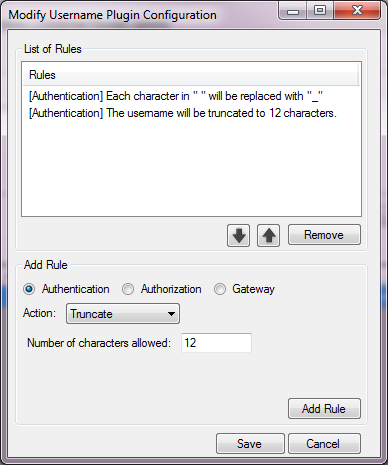 Modify Username Plugin Configuration
List of Rules
Rules
[Authentication] Each character in " " will be replaced with "_"
[Authentication] The username will be truncated to 12 characters.
Remove
Add Rule
Authentication Authorization Gateway
Action: Truncate
Number of characters allowed: 12
Add Rule
Save Cancel